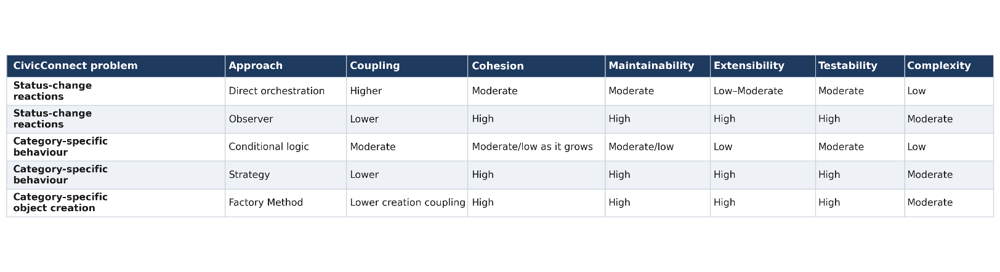 CivicConnect problem Approach Coupling Cohesion Maintainability Extensibility Testability Complexity
Status-change
reactions Direct orchestration Higher Moderate Moderate Low–Moderate Moderate Low
Status-change
reactions Observer Lower High High High High Moderate
Category-specific
behaviour Conditional logic Moderate Moderate/low as it grows Moderate/low Low Moderate Low
Category-specific
behaviour Strategy Lower High High High High Moderate
Category-specific
object creation Factory Method Lower creation coupling High High High High Moderate